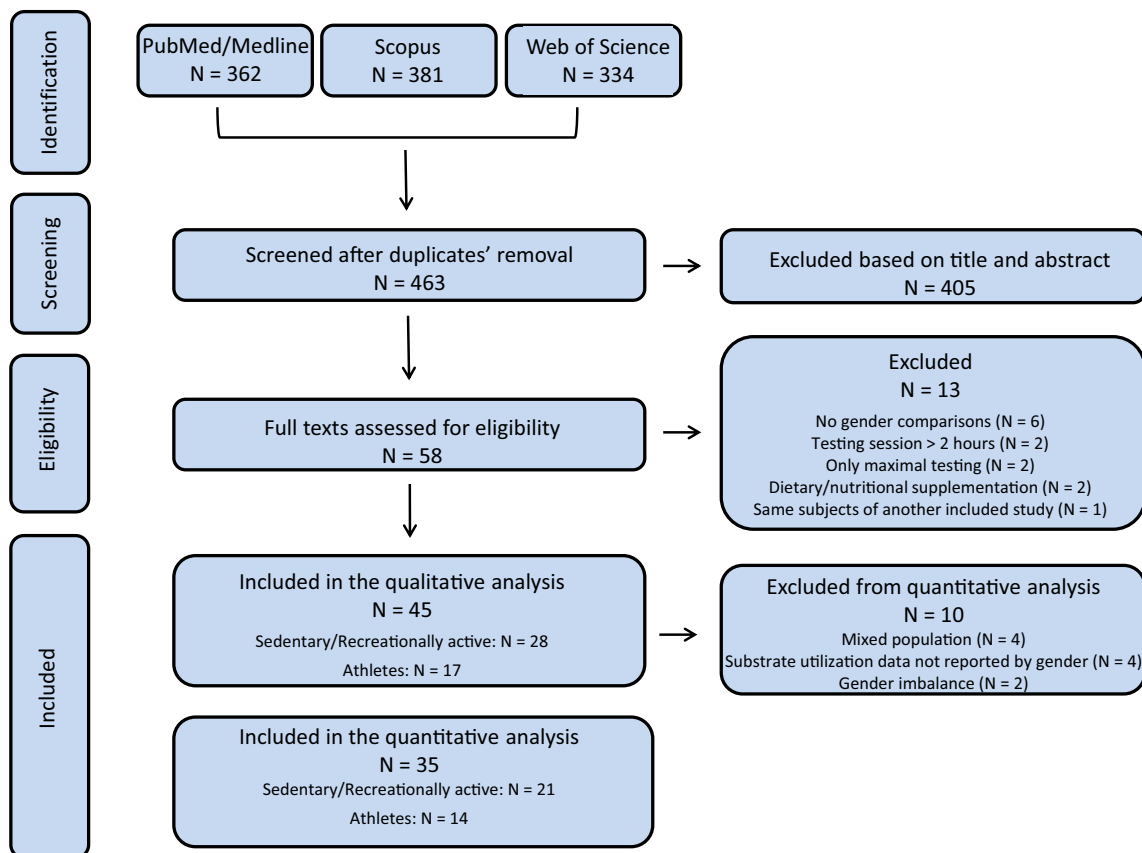 Identification
PubMed/Medline
N = 362
Scopus
N = 381
Web of Science
N = 334
Screening
Screened after duplicates’ removal
N = 463
Excluded based on title and abstract
N = 405
Eligibility
Full texts assessed for eligibility
N = 58
Excluded
N = 13
No gender comparisons (N = 6)
Testing session > 2 hours (N = 2)
Only maximal testing (N = 2)
Dietary/nutritional supplementation (N = 2)
Same subjects of another included study (N = 1)
Included
Included in the qualitative analysis
N = 45
Sedentary/Recreationally active: N = 28
Athletes: N = 17
Excluded from quantitative analysis
N = 10
Mixed population (N = 4)
Substrate utilization data not reported by gender (N = 4)
Gender imbalance (N = 2)
Included in the quantitative analysis
N = 35
Sedentary/Recreationally active: N = 21
Athletes: N = 14